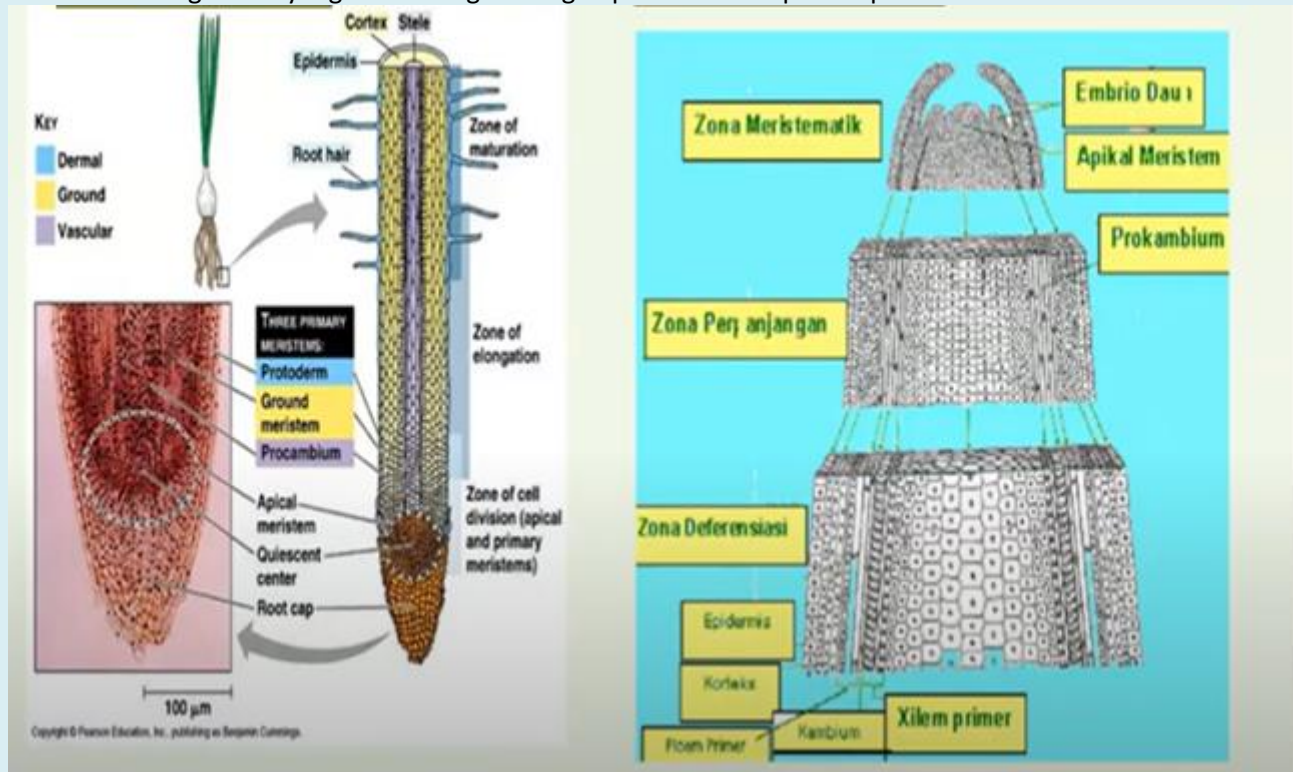 Cortex Stele
Epidermis
KEY
Dermal
Ground
Vascular
Root hair
Zone of
maturation
THREE PRIMARY
MERISTEMS:
Protoderm
Ground
meristem
Procambium
Zone of
elongation
Apical
meristem
Quiescent
center
Root cap
Zone of cell
division (apical
and primary
meristems)
100 µm
Copyright © Pearson Education, Inc., publishing as Benjamin Cummings.
Zona Meristematik
Embrio Dau
Apikal Meristem
Prokambium
Zona Perpanjangan
Zona Deferensiasi
Epidermis
Korteks
Floem Primer
Kambium
Xilem primer